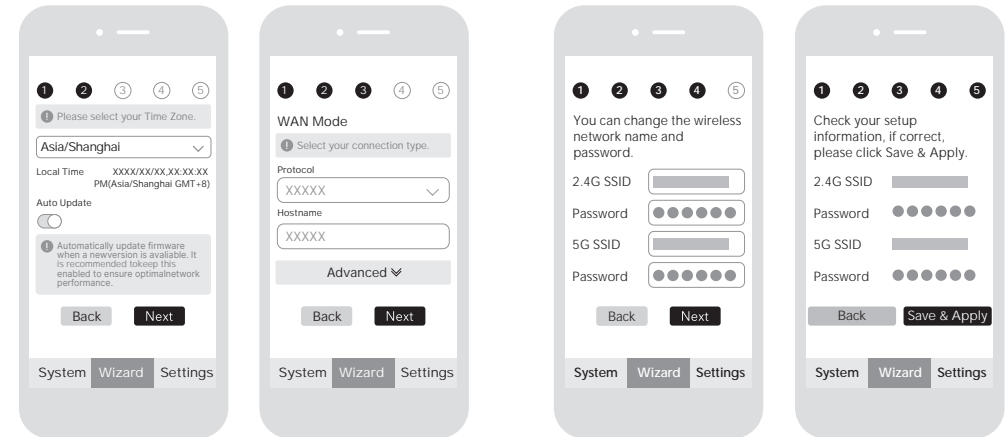 1 2 3 4 5
Please select your Time Zone.
Asia/Shanghai
Local Time XXXX/XX/XX,XX:XX:XX
PM(Asia/Shanghai GMT+8)
Auto Update
Automatically update firmware
when a newversion is avaliable. It
is recommended tokeep this
enabled to ensure optimalnetwork
performance.
Back Next
System Wizard Settings
1 2 3 4 5
WAN Mode
Select your connection type.
Protocol
XXXXX
Hostname
XXXXX
Advanced
Back Next
System Wizard Settings
1 2 3 4 5
You can change the wireless
network name and
password.
2.4G SSID
Password
5G SSID
Password
Back Next
System Wizard Settings
1 2 3 4 5
Check your setup
information, if correct,
please click Save & Apply.
2.4G SSID
Password
5G SSID
Password
Back Save & Apply
System Wizard Settings